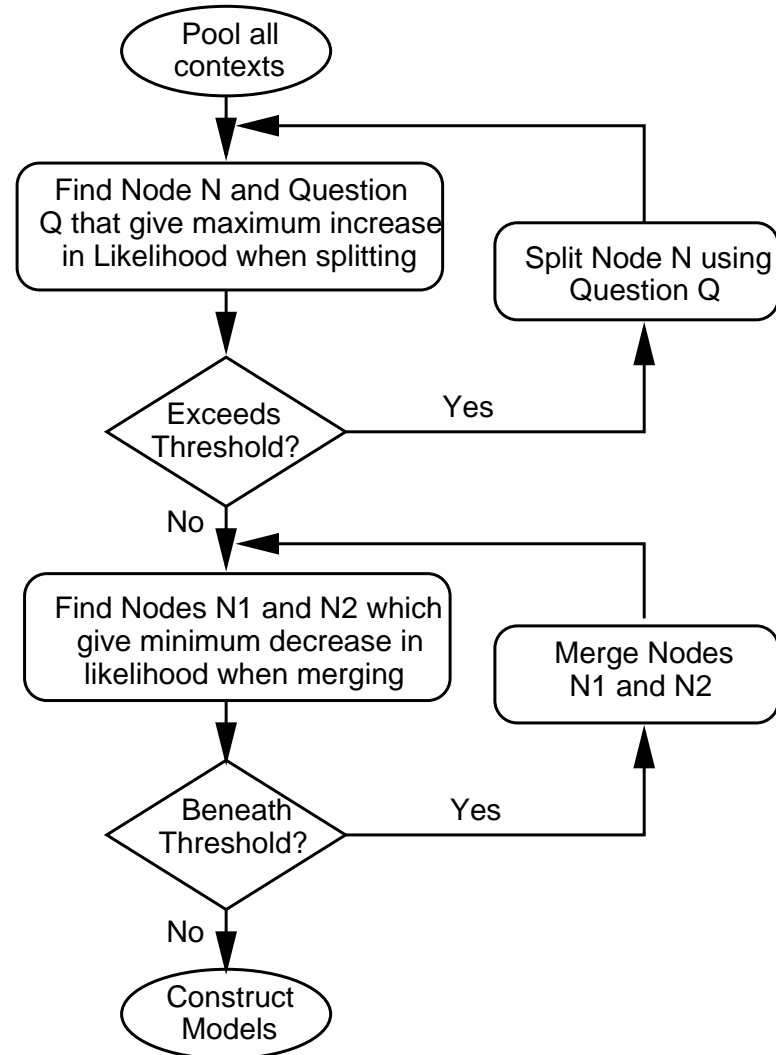 Pool all
contexts
Find Node N and Question
Q that give maximum increase
in Likelihood when splitting
Split Node N using
Question Q
Exceeds
Threshold?
Yes
No
Find Nodes N1 and N2 which
give minimum decrease in
likelihood when merging
Merge Nodes
N1 and N2
Beneath
Threshold?
Yes
No
Construct
Models